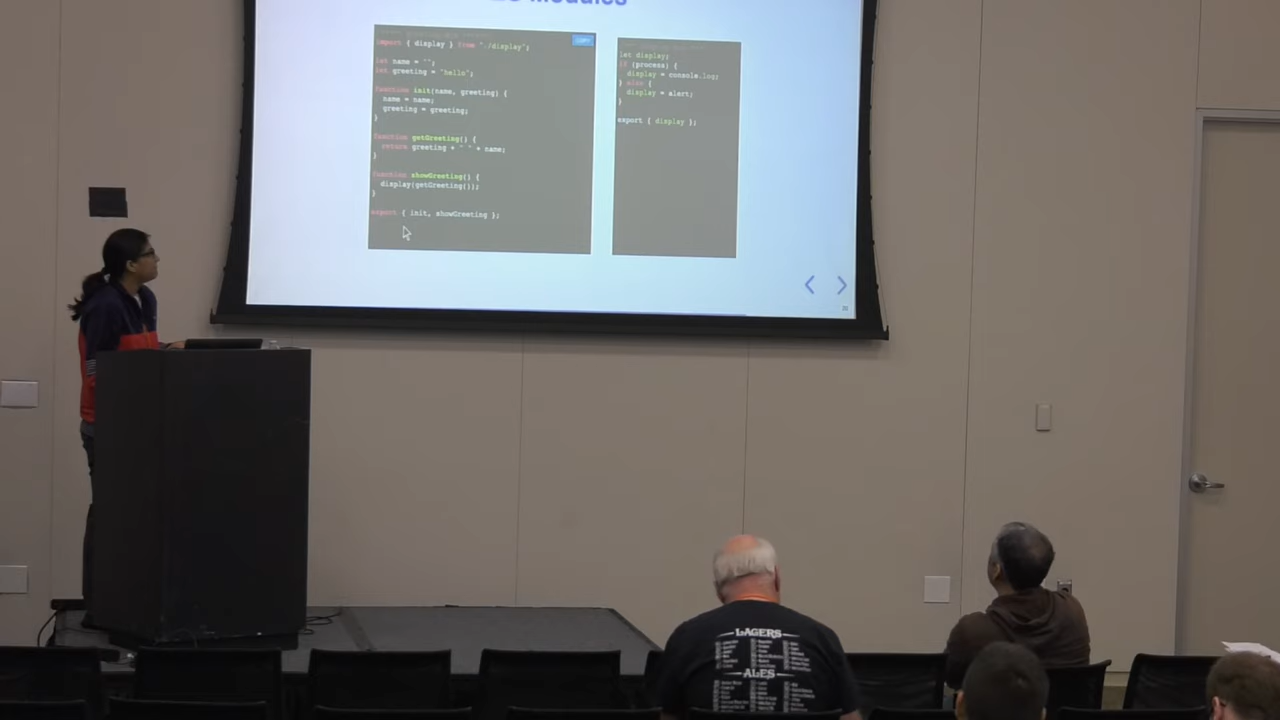 Modules
import { display } from "./display";
let name = "";
let greeting = "hello";
function init(name, greeting) {
name = name;
greeting = greeting;
}
function getGreeting() {
return greeting + " " + name;
}
function showGreeting() {
display(getGreeting());
}
export { init, showGreeting };
let display;
if (process) {
display = console.log;
} else {
display = alert;
}
export { display };
LAGERS
ALES